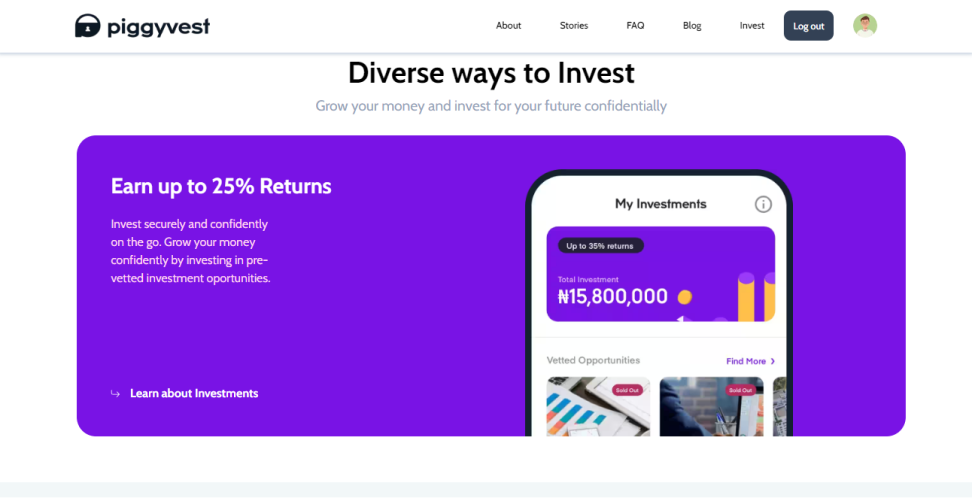 piggyvest
About
Stories
FAQ
Blog
Invest
Log out
Diverse ways to Invest
Grow your money and invest for your future confidentially
Earn up to 25% Returns
Invest securely and confidently
on the go. Grow your money
confidently by investing in pre-
vetted investment oportunities.
Learn about Investments
My Investments
Up to 35% returns
Total Investment
₦15,800,000
Vetted Opportunities
Find More
Sold Out
Sold Out